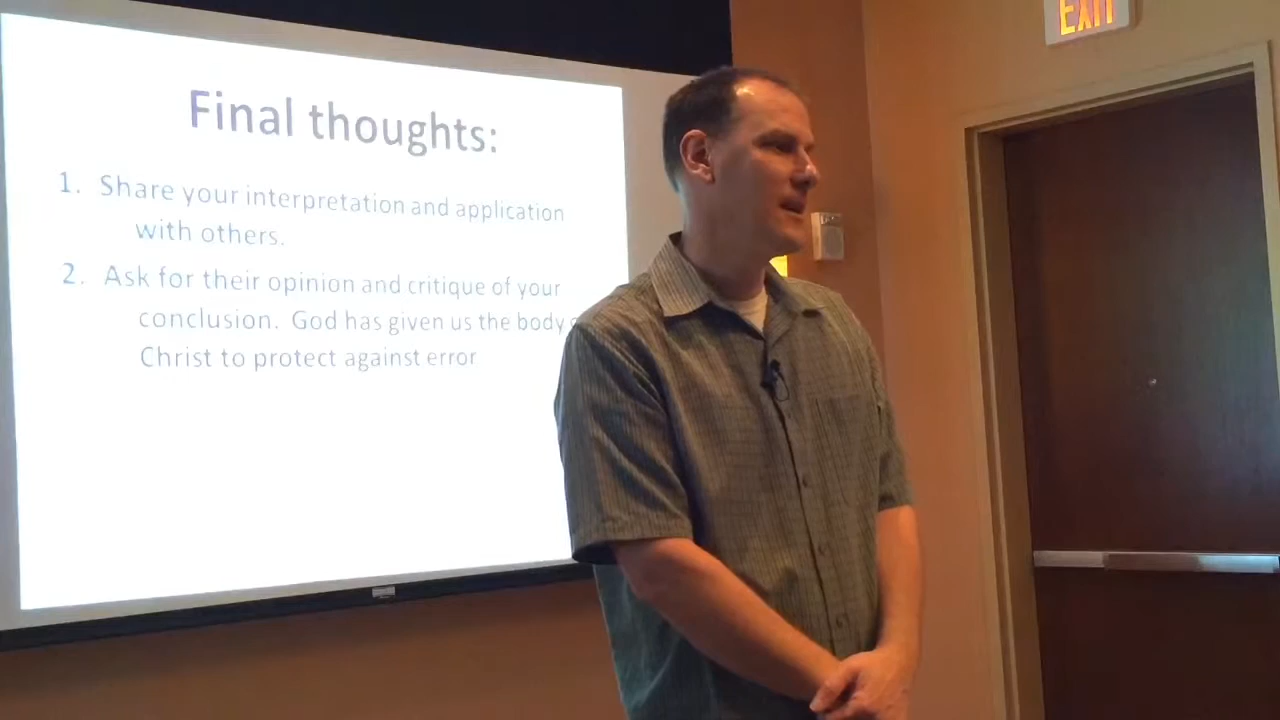 EXIT
Final thoughts:
1. Share your interpretation and application
with others.
2. Ask for their opinion and critique of your
conclusion. God has given us the body
Christ to protect against error